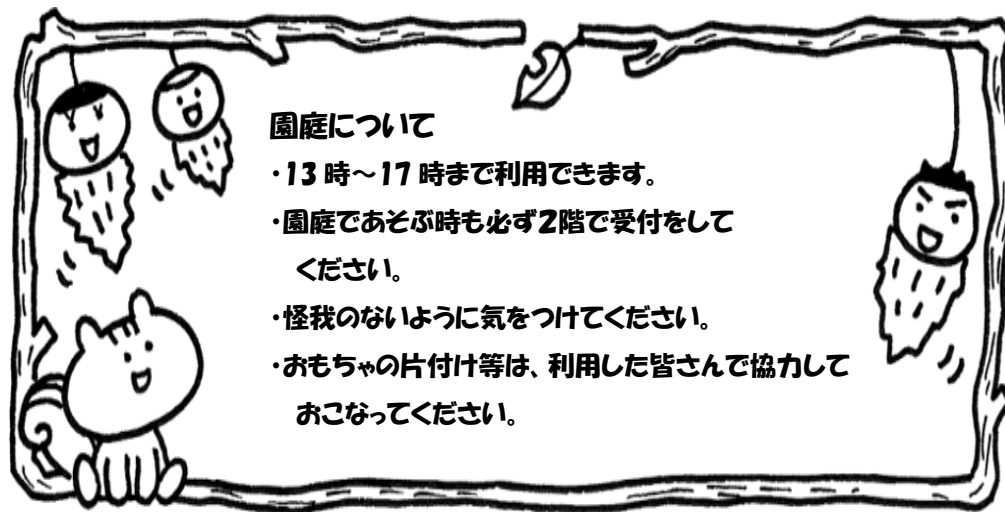 園庭について
・13時～17時まで利用できます。
・園庭であそぶ時も必ず2階で受付をして
ください。
・怪我のないように気をつけてください。
・おもちゃの片付け等は、利用した皆さんで協力して
おこなってください。